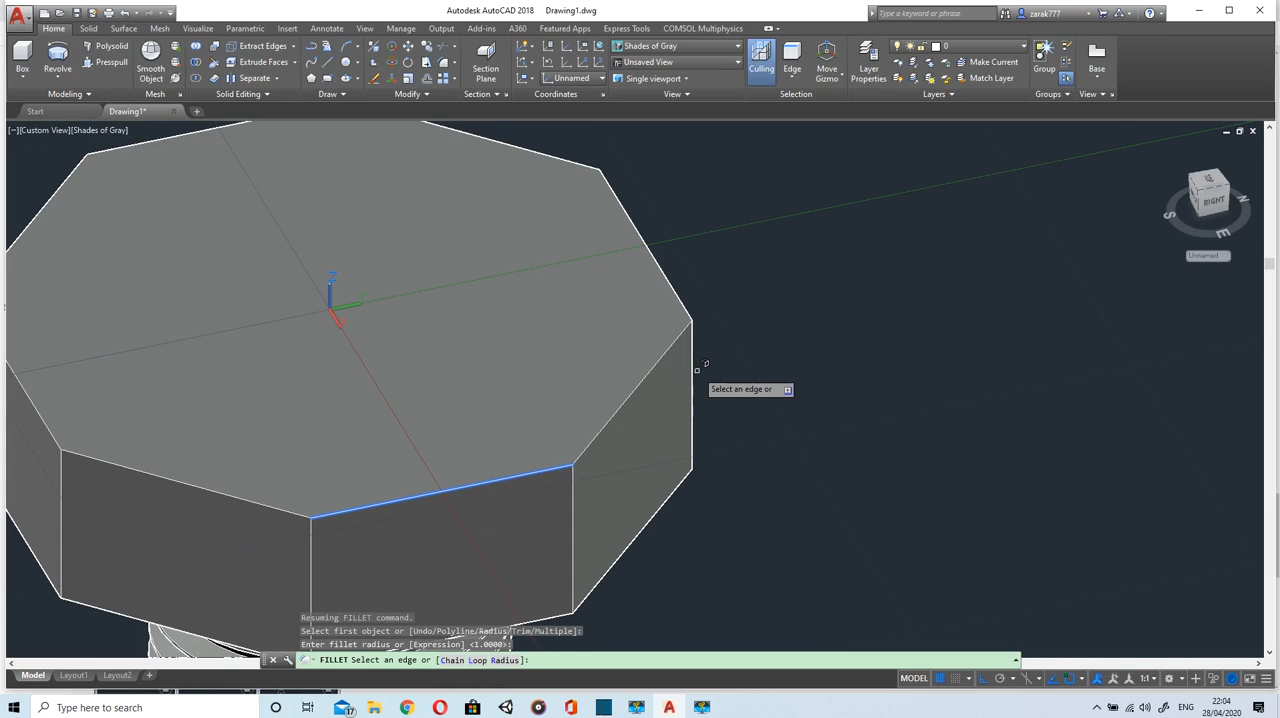 Autodesk AutoCAD 2018 Drawing1.dwg
Type a keyword or phrase
zarak777
Home Solid Surface Mesh Visualize Parametric Insert Annotate View Manage Output Add-ins A360 Featured Apps Express Tools COMSOL Multiphysics
Box
Revolve
Polysolid
Presspull
Smooth Object
Extract Edges
Extrude Faces
Separate
Section Plane
Unnamed
Shades of Gray
Unsaved View
Single viewport
Culling
Edge
Move Gizmo
Layer Properties
0
Make Current
Match Layer
Group
Base
Modeling Mesh Solid Editing Draw Modify Section Coordinates View Selection Layers Groups View
Start Drawing1*
[−][Custom View][Shades of Gray]
TOP
RIGHT
S N E
Unnamed
Z
Select an edge or
Resuming FILLET command.
Select first object or [Undo/Polyline/Radius/Trim/Multiple]:
Enter fillet radius or [Expression] <1.0000>:
FILLET Select an edge or [Chain Loop Radius]:
Model Layout1 Layout2
MODEL
1:1
Type here to search
17
22:04
28/04/2020